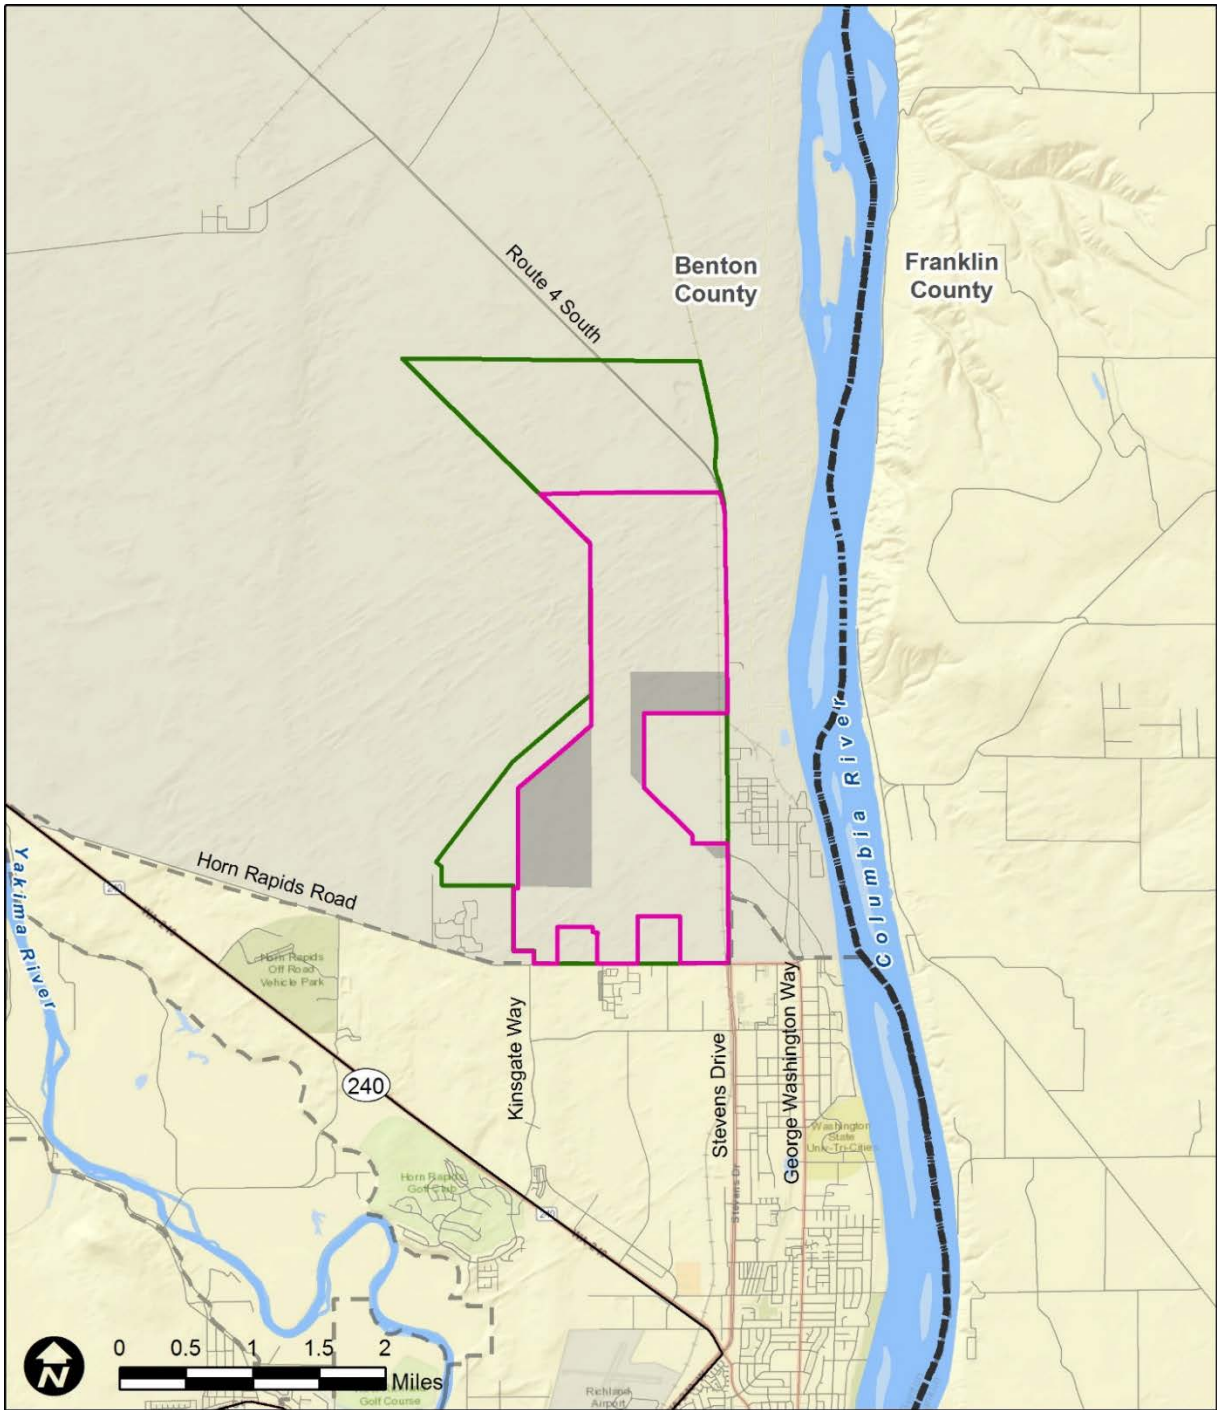 Route 4 South
Benton
County
Franklin
County
Columbia River
Horn Rapids Road
Yakima River
240
Horn Rapids
Off Road
Vehicle Park
Kinsgate Way
Stevens Drive
George Washington Way
240
Washington
State
Univ-Tri-Cities
Horn Rapids
Golf Club
Stevens Dr
240
N
0 0.5 1 1.5 2
Miles
Golf Course
Richland
Airport